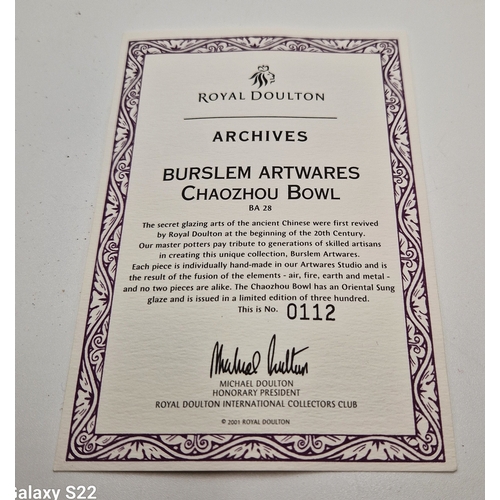 ROYAL DOULTON
ARCHIVES
BURSLEM ARTWARES
CHAOZHOU BOWL
BA 28
The secret glazing arts of the ancient Chinese were first revived
by Royal Doulton at the beginning of the 20th Century.
Our master potters pay tribute to generations of skilled artisans
in creating this unique collection, Burslem Artwares.
Each piece is individually hand-made in our Artwares Studio and is
the result of the fusion of the elements - air, fire, earth and metal -
and no two pieces are alike. The Chaozhou Bowl has an Oriental Sung
glaze and is issued in a limited edition of three hundred.
This is No. 0112
Michael Doulton
MICHAEL DOULTON
HONORARY PRESIDENT
ROYAL DOULTON INTERNATIONAL COLLECTORS CLUB
© 2001 ROYAL DOULTON
Galaxy S22